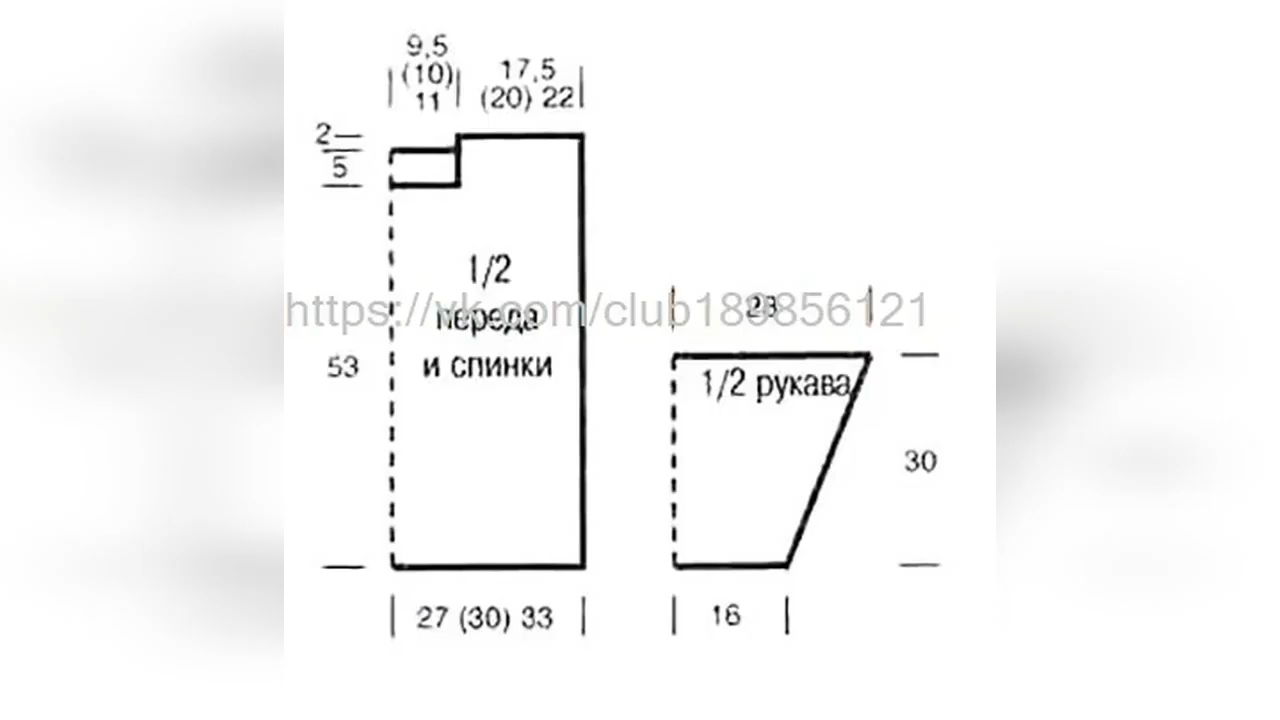 9,5
(10)
11
17,5
(20) 22
2
5
1/2
переда
и спинки
53
27 (30) 33
https://vk.com/club189856121
1/2 рукава
30
16